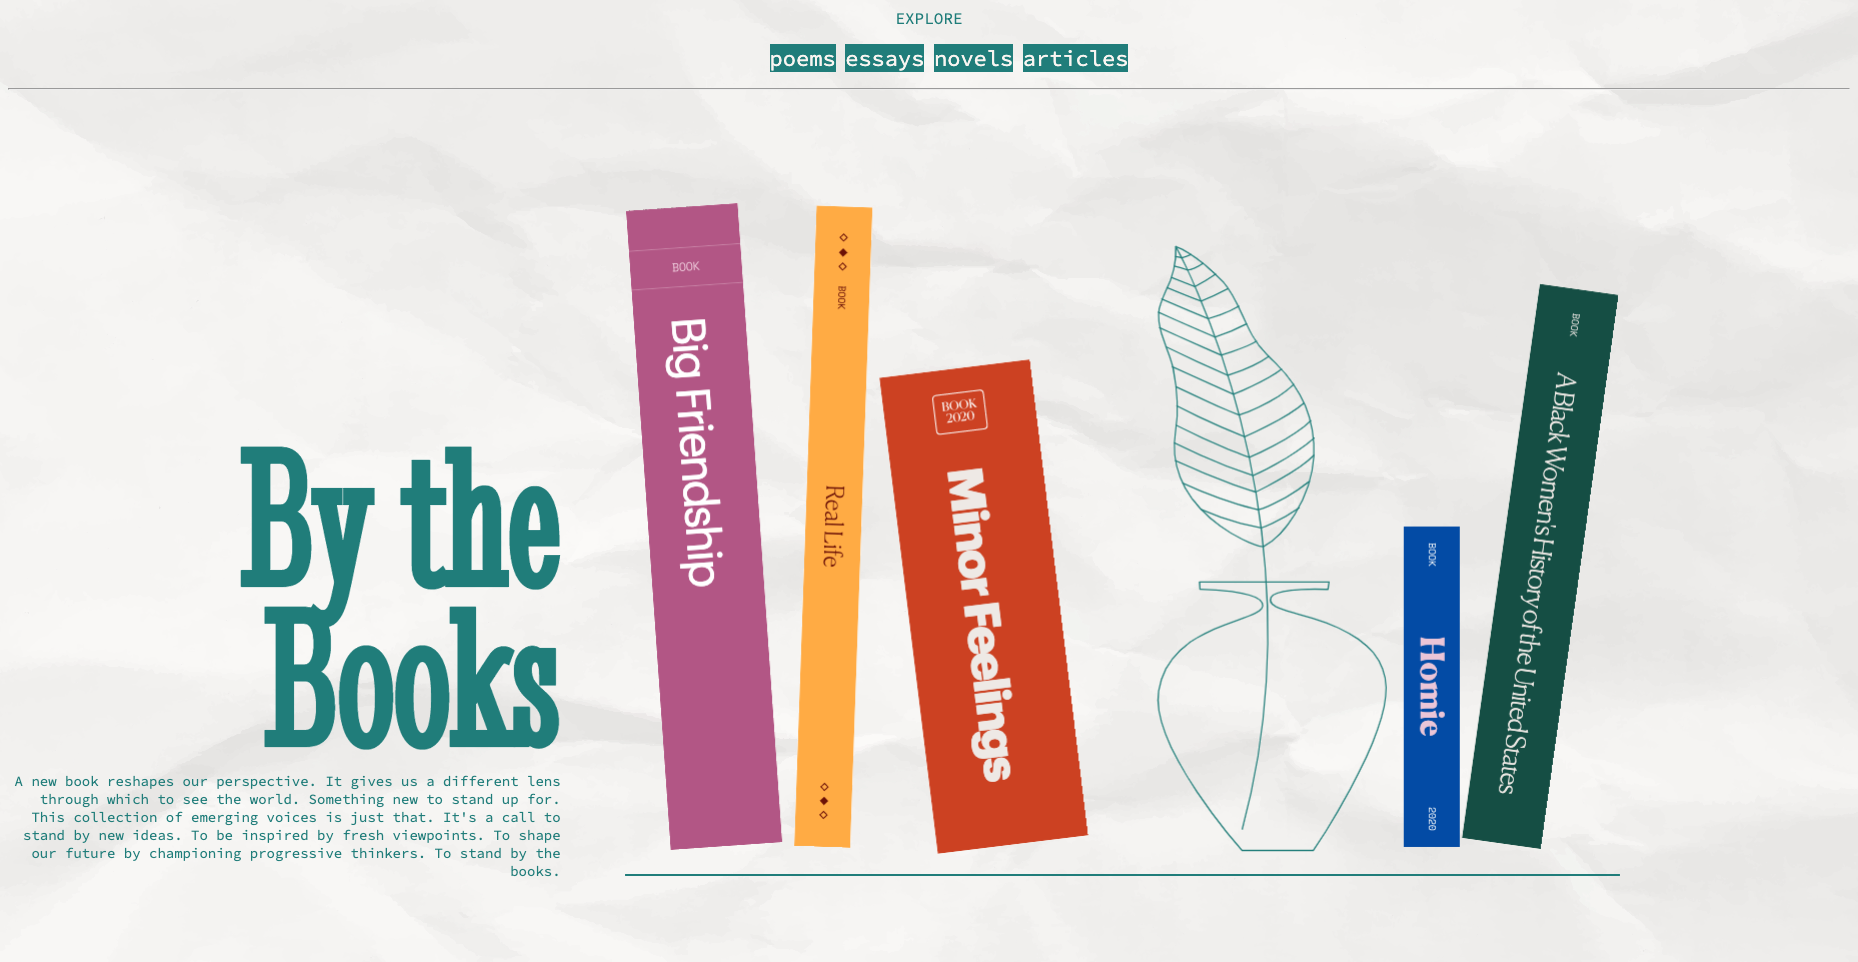 EXPLORE
poems essays novels articles
By the
Books
A new book reshapes our perspective. It gives us a different lens
through which to see the world. Something new to stand up for.
This collection of emerging voices is just that. It's a call to
stand by new ideas. To be inspired by fresh viewpoints. To shape
our future by championing progressive thinkers. To stand by the
books.
BOOK
Big Friendship
BOOK
Real Life
BOOK
2020
Minor Feelings
BOOK
Homie
2020
BOOK
A Black Women's History of the United States